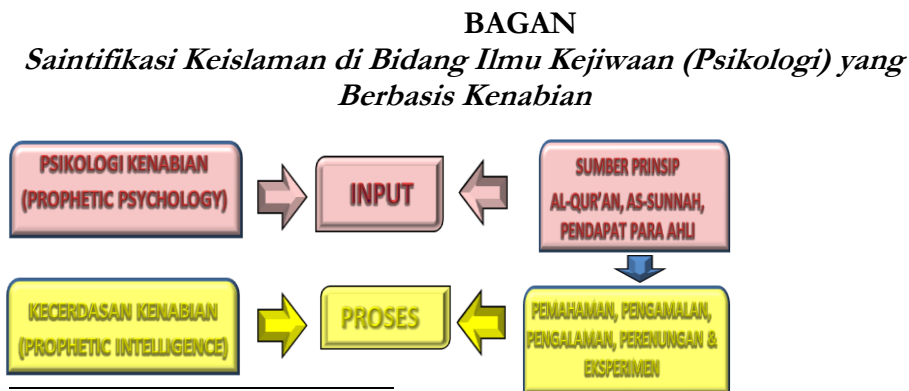 BAGAN
Saintifikasi Keislaman di Bidang Ilmu Kejiwaan (Psikologi) yang
Berbasis Kenabian
PSIKOLOGI KENABIAN
(PROPHETIC PSYCHOLOGY)
INPUT
SUMBER PRINSIP
AL-QUR'AN, AS-SUNNAH,
PENDAPAT PARA AHLI
KECERDASAN KENABIAN
(PROPHETIC INTELLIGENCE)
PROSES
PEMAHAMAN, PENGAMALAN,
PENGALAMAN, PERENUNGAN &
EKSPERIMEN